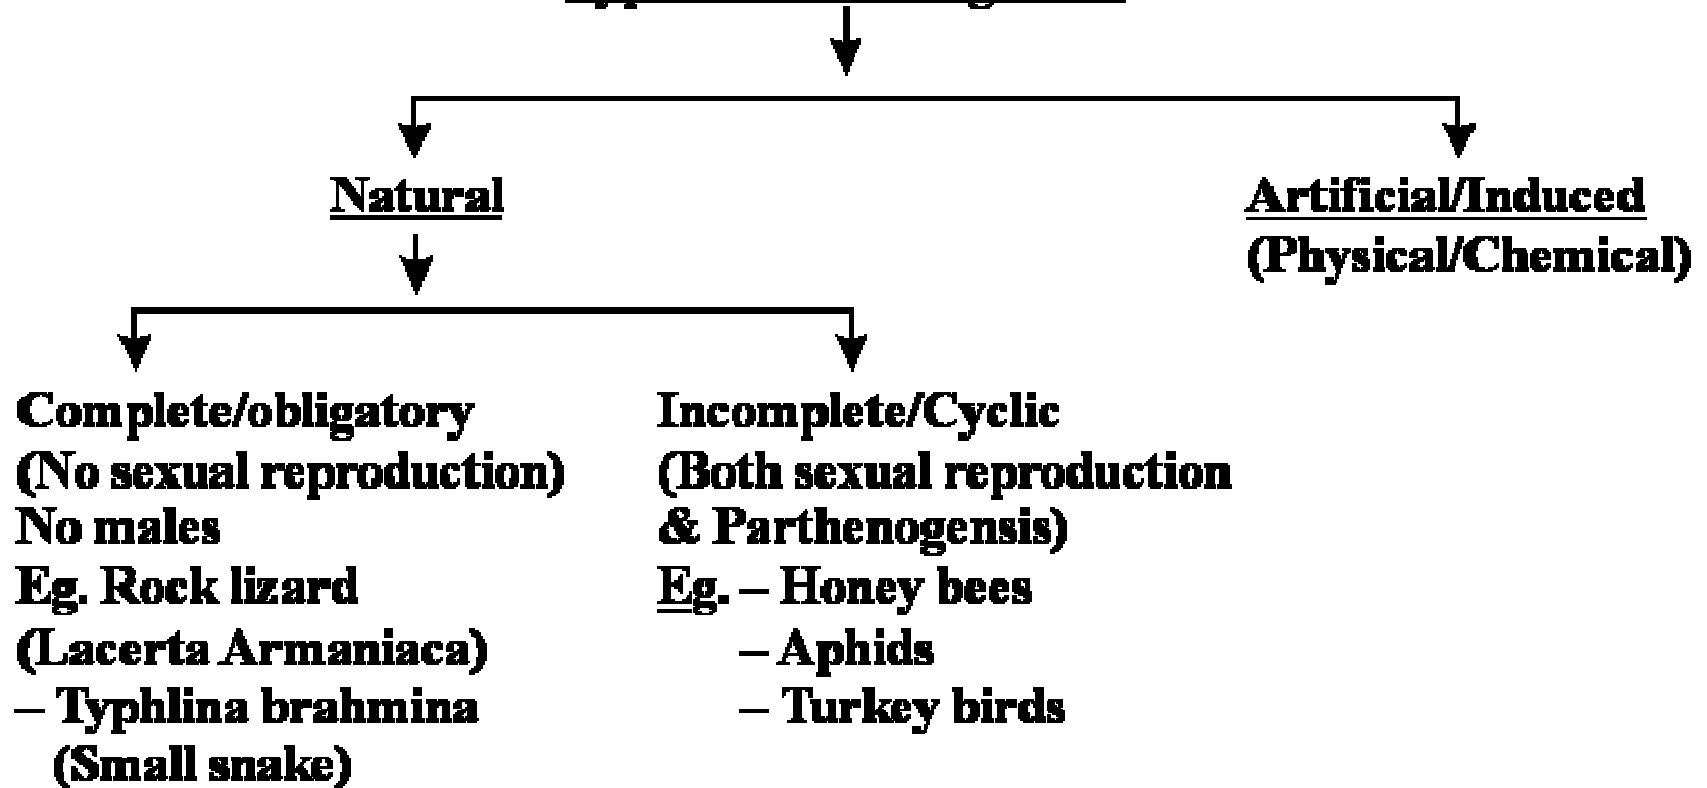 Natural
Artificial/Induced
(Physical/Chemical)
Complete/obligatory
(No sexual reproduction)
No males
Eg. Rock lizard
(Lacerta Armaniaca)
– Typhlina brahmina
(Small snake)
Incomplete/Cyclic
(Both sexual reproduction
& Parthenogensis)
Eg. – Honey bees
– Aphids
– Turkey birds